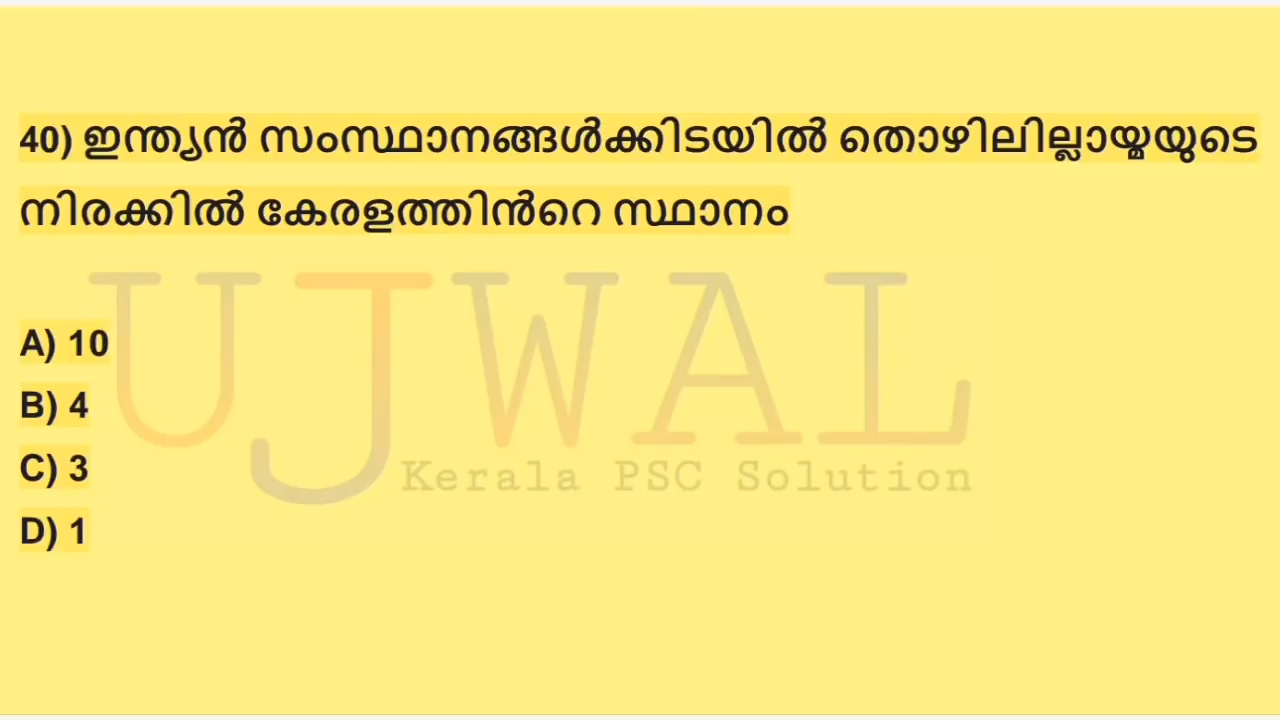 40) ഇന്ത്യൻ സംസ്ഥാനങ്ങൾക്കിടയിൽ തൊഴിലില്ലായ്മയുടെ
നിരക്കിൽ കേരളത്തിൻറെ സ്ഥാനം
UJWAL
Kerala PSC Solution
A) 10
B) 4
C) 3
D) 1